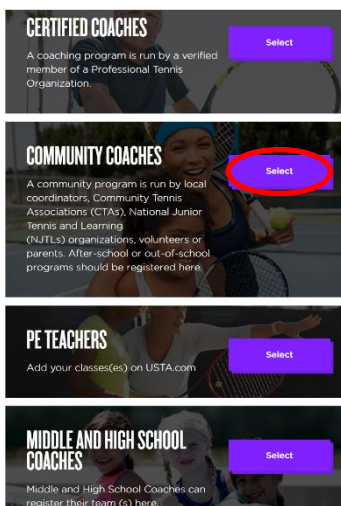 CERTIFIED COACHES
Select
A coaching program is run by a verified
member of a Professional Tennis
Organization.
COMMUNITY COACHES
Select
A community program is run by local
coordinators, Community Tennis
Associations (CTAs), National Junior
Tennis and Learning
(NJTLs) organizations, volunteers or
parents. After-school or out-of-school
programs should be registered here.
PE TEACHERS
Select
Add your classes(es) on USTA.com
MIDDLE AND HIGH SCHOOL
COACHES
Select
Middle and High School Coaches can
register their team (s) here.